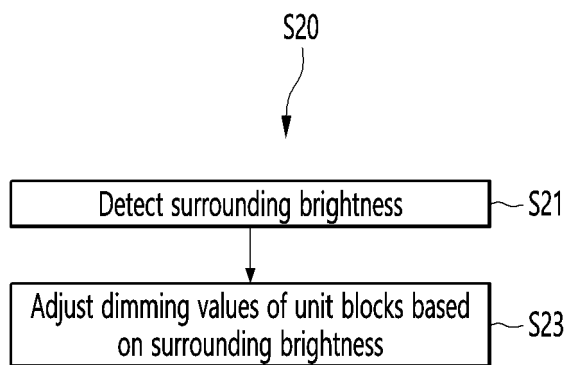 S20
Detect surrounding brightness
S21
Adjust dimming values of unit blocks based
on surrounding brightness
S23